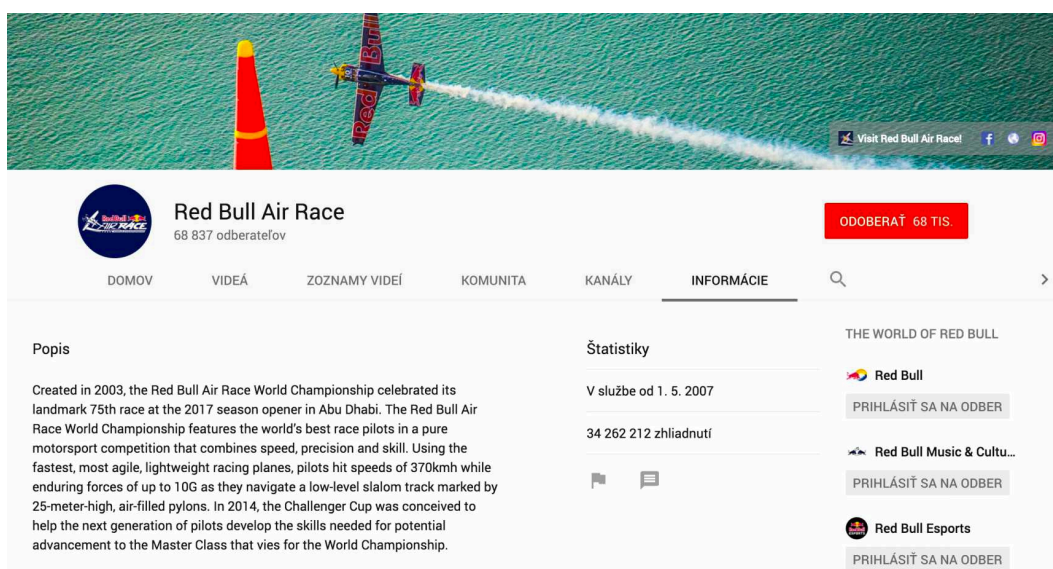 Red Bull
Visit Red Bull Air Race!
Red Bull
AIR RACE
Red Bull Air Race
68 837 odberateľov
ODOBERAŤ 68 TIS.
DOMOV VIDEÁ ZOZNAMY VIDEÍ KOMUNITA KANÁLY INFORMÁCIE
Popis
Created in 2003, the Red Bull Air Race World Championship celebrated its
landmark 75th race at the 2017 season opener in Abu Dhabi. The Red Bull Air
Race World Championship features the world's best race pilots in a pure
motorsport competition that combines speed, precision and skill. Using the
fastest, most agile, lightweight racing planes, pilots hit speeds of 370kmh while
enduring forces of up to 10G as they navigate a low-level slalom track marked by
25-meter-high, air-filled pylons. In 2014, the Challenger Cup was conceived to
help the next generation of pilots develop the skills needed for potential
advancement to the Master Class that vies for the World Championship.
Štatistiky
V službe od 1. 5. 2007
34 262 212 zhliadnutí
THE WORLD OF RED BULL
Red Bull
PRIHLÁSIŤ SA NA ODBER
Red Bull Music & Cultu...
PRIHLÁSIŤ SA NA ODBER
Red Bull Esports
PRIHLÁSIŤ SA NA ODBER